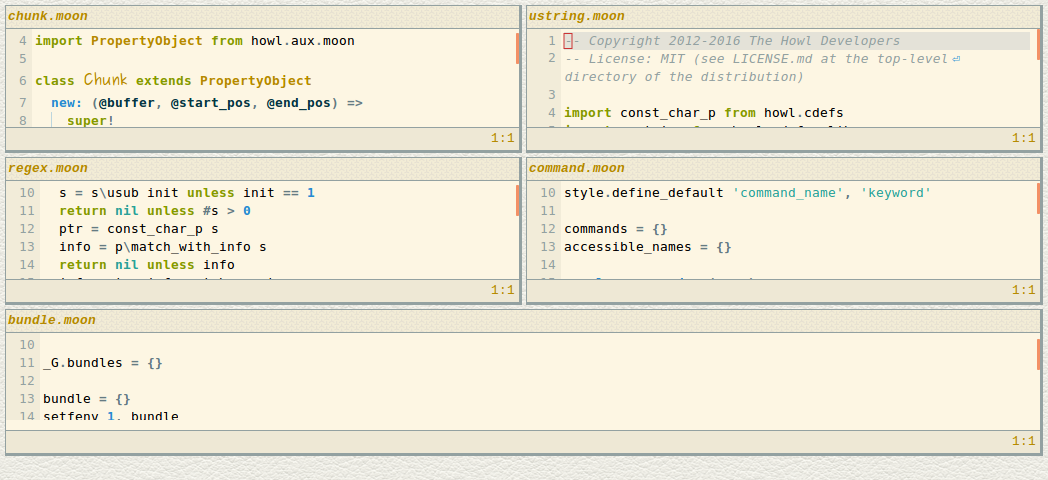 chunk.moon
4 import PropertyObject from howl.aux.moon
5
6 class Chunk extends PropertyObject
7   new: (@buffer, @start_pos, @end_pos) =>
8     super!
1:1
ustring.moon
1 -- Copyright 2012-2016 The Howl Developers
2 -- License: MIT (see LICENSE.md at the top-level⏎
directory of the distribution)
3
4 import const_char_p from howl.cdefs
1:1
regex.moon
10   s = s\usub init unless init == 1
11   return nil unless #s > 0
12   ptr = const_char_p s
13   info = p\match_with_info s
14   return nil unless info
1:1
command.moon
10 style.define_default 'command_name', 'keyword'
11
12 commands = {}
13 accessible_names = {}
14
1:1
bundle.moon
10
11 _G.bundles = {}
12
13 bundle = {}
14 setfenv 1, bundle
1:1